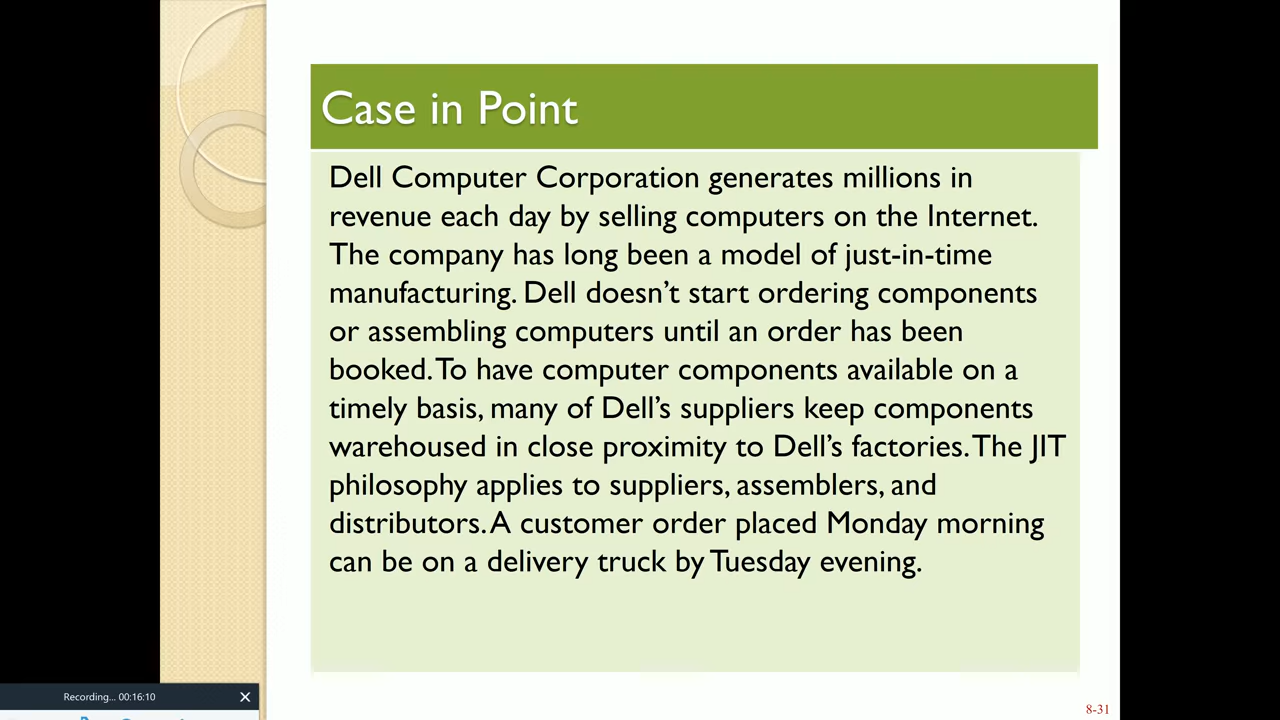 Case in Point
Dell Computer Corporation generates millions in
revenue each day by selling computers on the Internet.
The company has long been a model of just-in-time
manufacturing. Dell doesn’t start ordering components
or assembling computers until an order has been
booked. To have computer components available on a
timely basis, many of Dell’s suppliers keep components
warehoused in close proximity to Dell’s factories. The JIT
philosophy applies to suppliers, assemblers, and
distributors. A customer order placed Monday morning
can be on a delivery truck by Tuesday evening.
Recording... 00:16:10
8-31